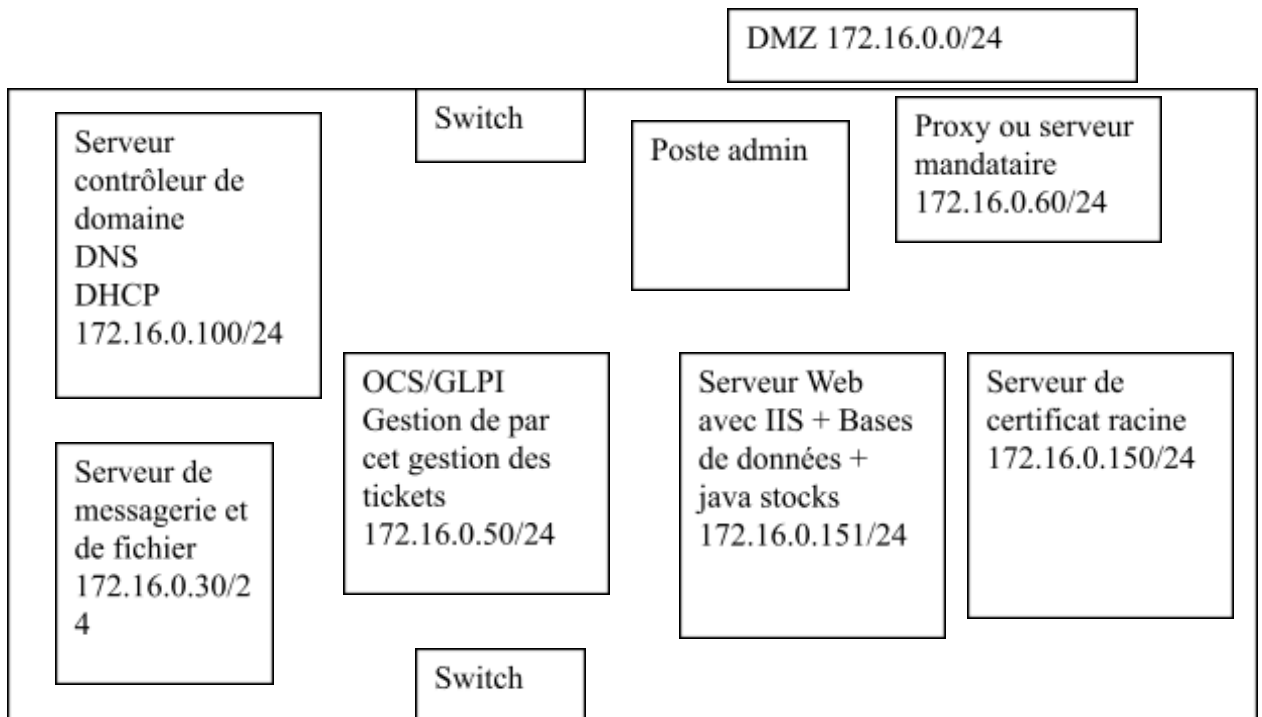 DMZ 172.16.0.0/24
Serveur
contrôleur de
domaine
DNS
DHCP
172.16.0.100/24
Switch
Poste admin
Proxy ou serveur
mandataire
172.16.0.60/24
OCS/GLPI
Gestion de par
cet gestion des
tickets
172.16.0.50/24
Serveur Web
avec IIS + Bases
de données +
java stocks
172.16.0.151/24
Serveur de
certificat racine
172.16.0.150/24
Serveur de
messagerie et
de fichier
172.16.0.30/2
4
Switch